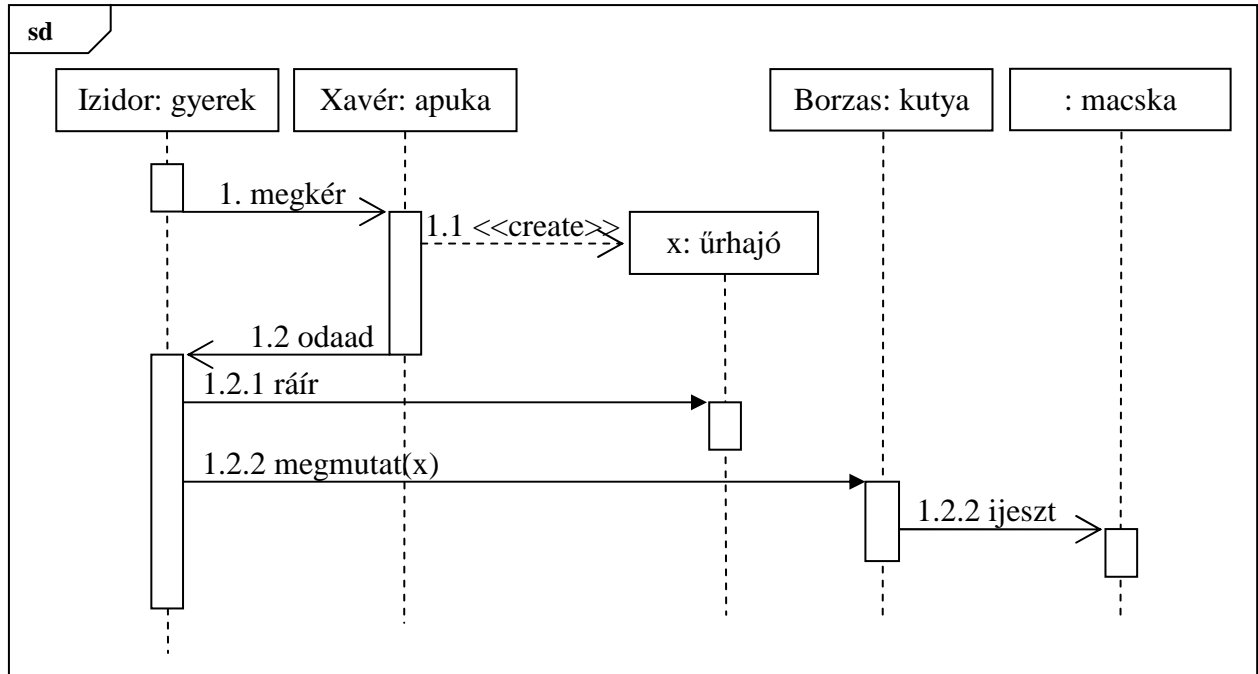 sd
Izidor: gyerek
Xavér: apuka
Borzas: kutya
: macska
1. megkér
1.1 <<create>>
x: űrhajó
1.2 odaad
1.2.1 ráír
1.2.2 megmutat(x)
1.2.2 ijeszt